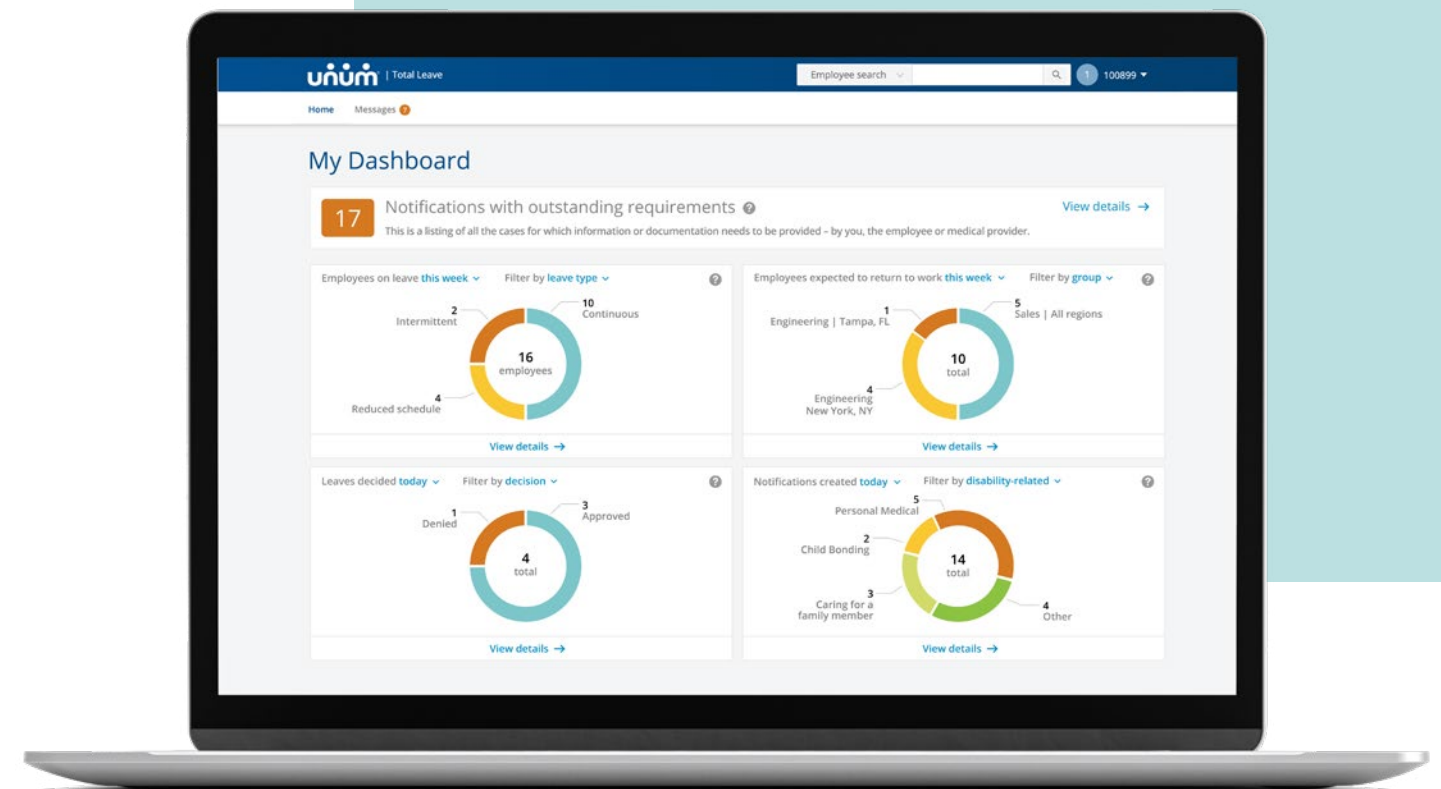 unum | Total Leave
Employee search
1 100899
Home Messages
My Dashboard
17
Notifications with outstanding requirements ?
View details →
This is a listing of all the cases for which information or documentation needs to be provided – by you, the employee or medical provider.
Employees on leave this week Filter by leave type ?
2
Intermittent
10
Continuous
16
employees
4
Reduced schedule
View details →
Employees expected to return to work this week Filter by group ?
1
Engineering | Tampa, FL
5
Sales | All regions
10
total
4
Engineering
New York, NY
View details →
Leaves decided today Filter by decision ?
1
Denied
3
Approved
4
total
View details →
Notifications created today Filter by disability-related ?
5
Personal Medical
2
Child Bonding
14
total
3
Caring for a
family member
4
Other
View details →